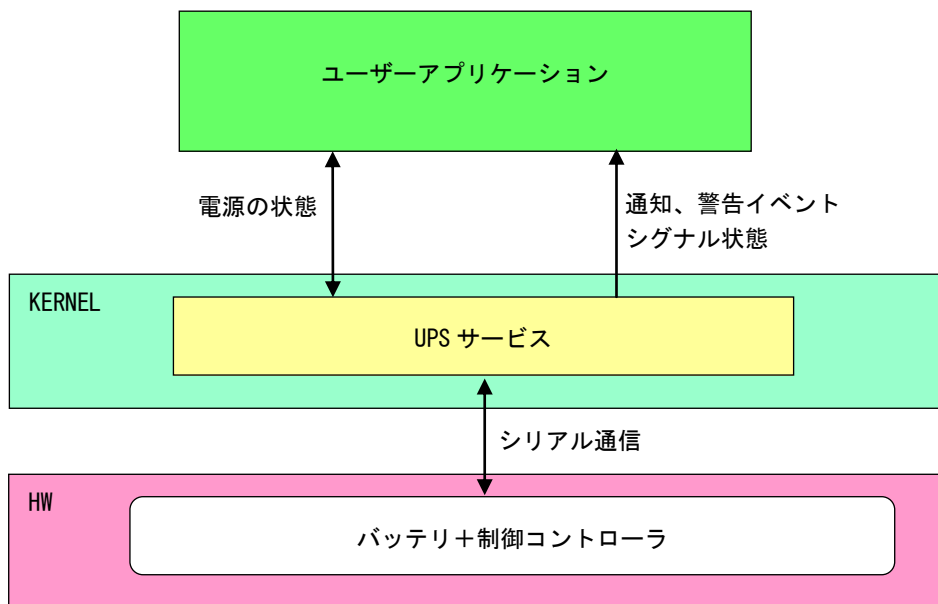 ユーザーアプリケーション
電源の状態
通知、警告イベント
シグナル状態
KERNEL
UPS サービス
シリアル通信
HW
バッテリ＋制御コントローラ